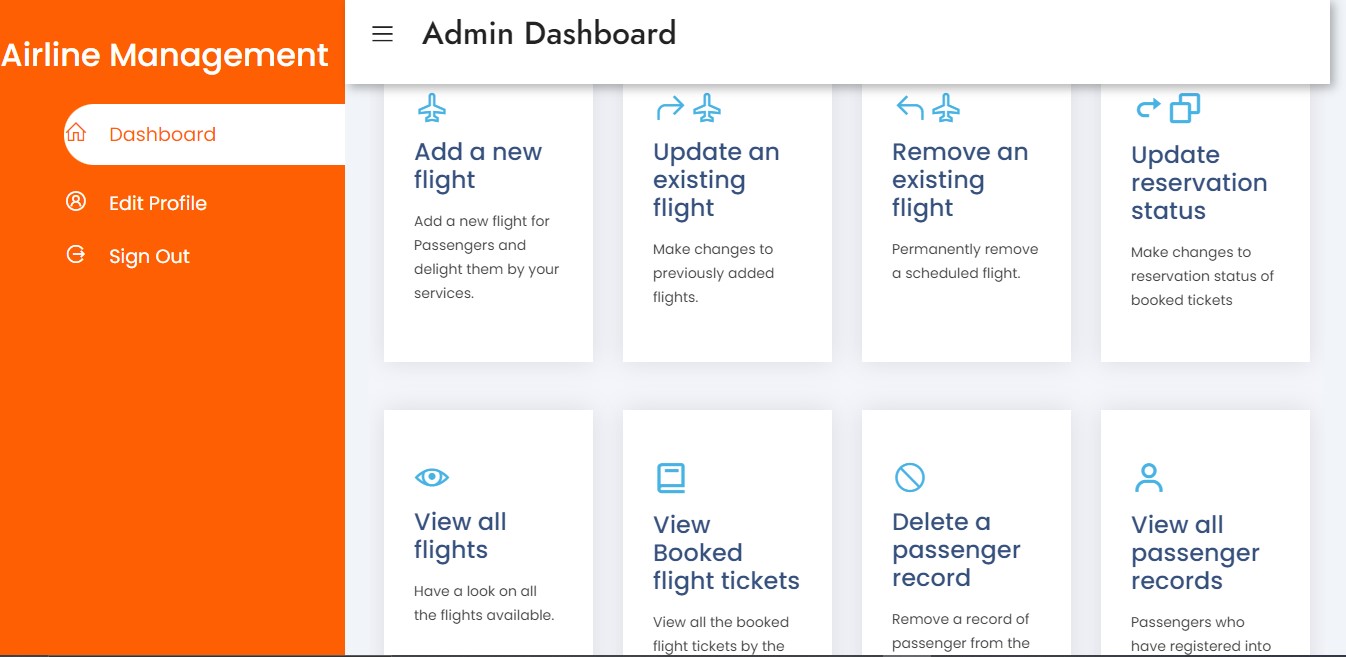 Airline Management
Dashboard
Edit Profile
Sign Out
Admin Dashboard
Add a new
flight
Add a new flight for
Passengers and
delight them by your
services.
Update an
existing
flight
Make changes to
previously added
flights.
Remove an
existing
flight
Permanently remove
a scheduled flight.
Update
reservation
status
Make changes to
reservation status of
booked tickets
View all
flights
Have a look on all
the flights available.
View
Booked
flight tickets
View all the booked
flight tickets by the
Delete a
passenger
record
Remove a record of
passenger from the
View all
passenger
records
Passengers who
have registered into